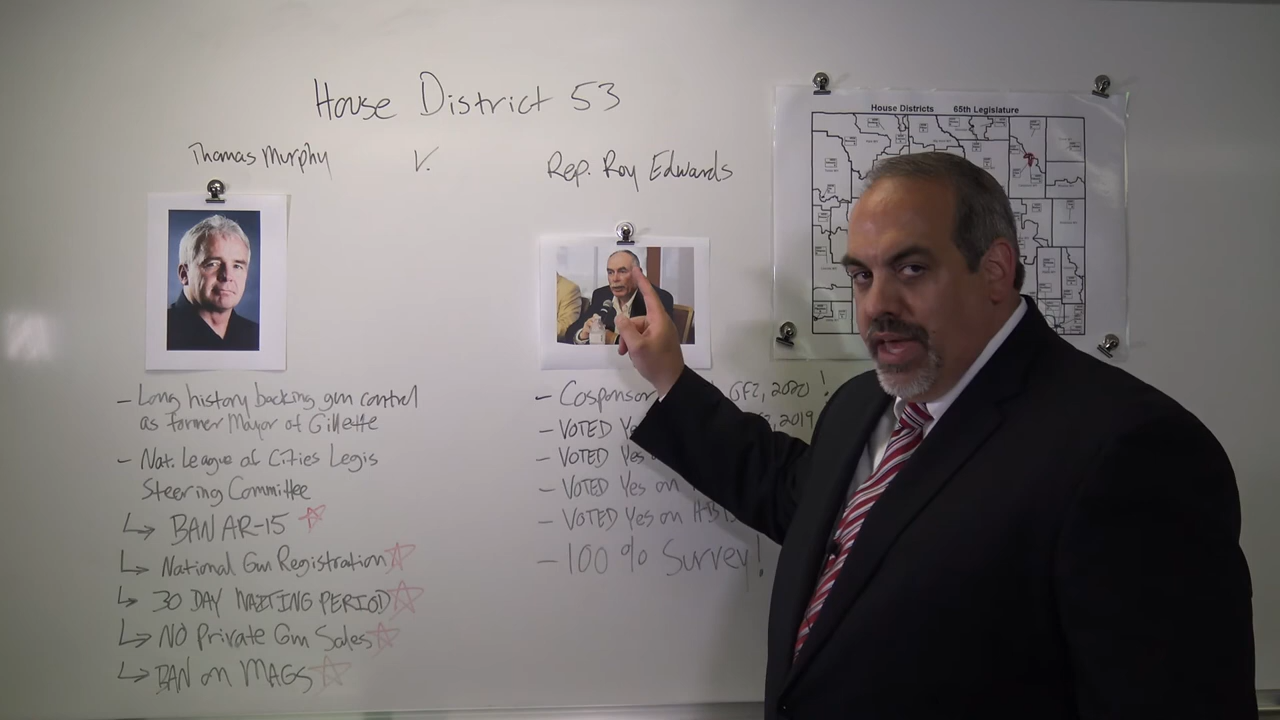 House District 53
House Districts 65th Legislature
Thomas Murphy V. Rep. Roy Edwards
- Long history backing gun control
as former Mayor of Gillette
- Nat. League of Cities Legis
Steering Committee
↳ BAN AR-15
↳ National Gun Registration
↳ 30 DAY WAITING PERIOD
↳ NO Private Gun Sales
↳ BAN on MAGS
- Cosponsor GFZ, 2020!
- VOTED 2019
- VOTED Yes
- VOTED Yes on
- VOTED Yes on
- 100% Survey!